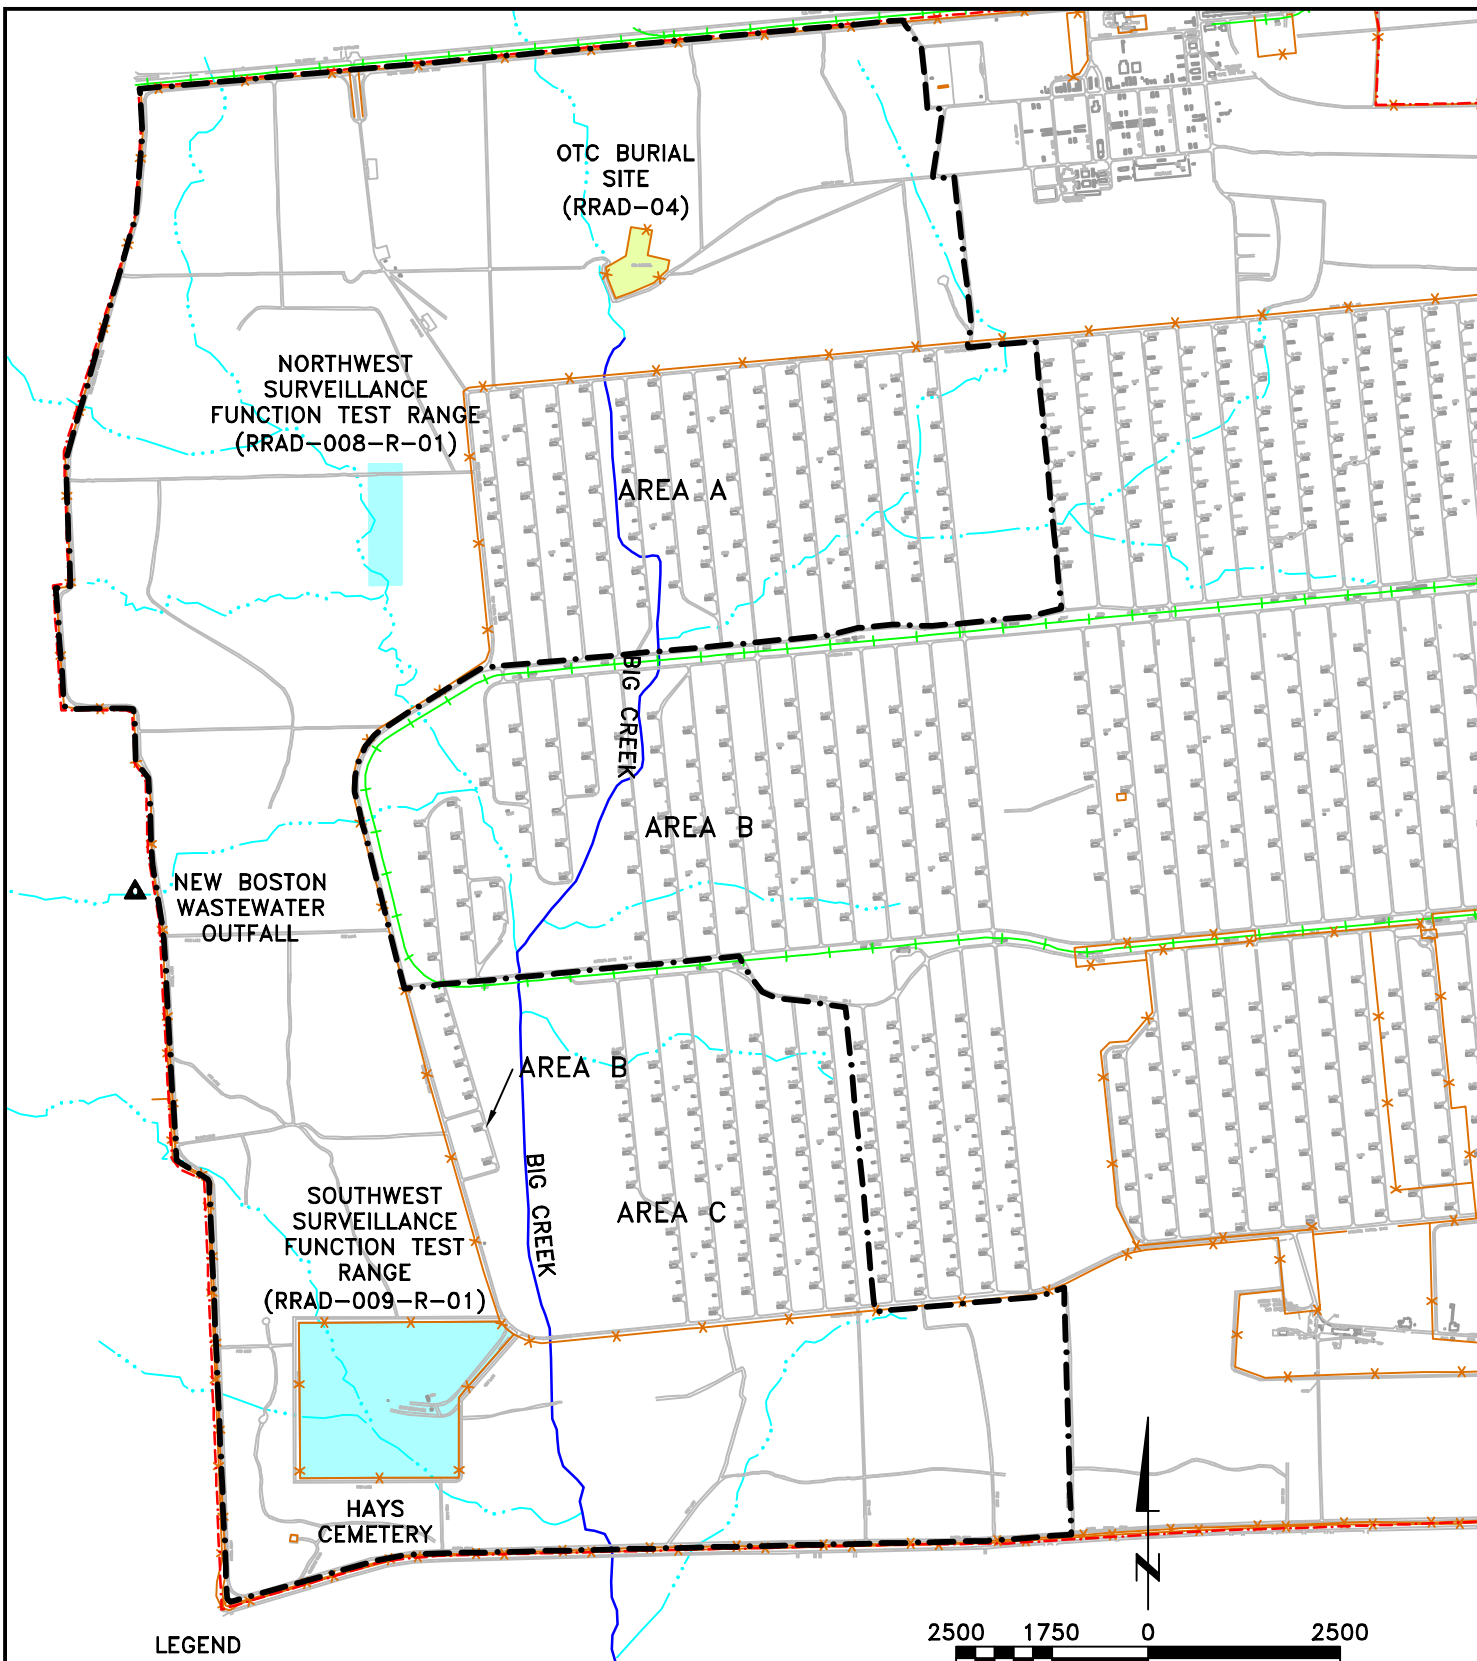 OTC BURIAL
SITE
(RRAD-04)
NORTHWEST
SURVEILLANCE
FUNCTION TEST RANGE
(RRAD-008-R-01)
AREA A
BIG CREEK
AREA B
NEW BOSTON
WASTEWATER
OUTFALL
AREA B
BIG CREEK
AREA C
SOUTHWEST
SURVEILLANCE
FUNCTION TEST
RANGE
(RRAD-009-R-01)
HAYS
CEMETERY
N
LEGEND
2500 1750 0 2500